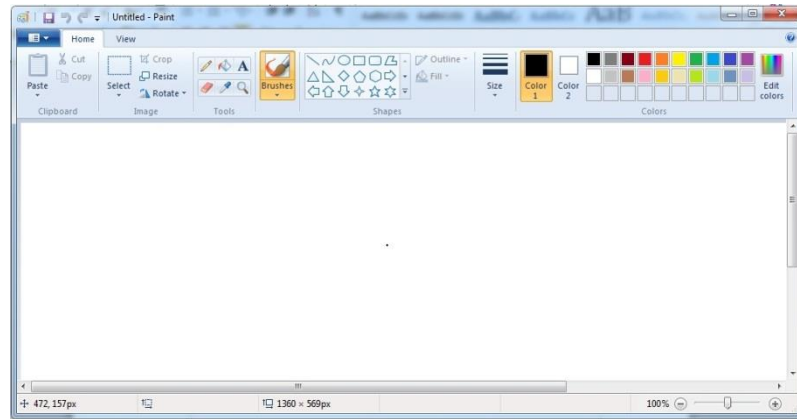 Untitled - Paint
Home View
Paste
Cut
Copy
Clipboard
Select
Crop
Resize
Rotate
Image
A
Tools
Brushes
Shapes
Outline
Fill
Size
Color
1
Color
2
Edit
colors
Colors
472, 157px
1360 × 569px
100%